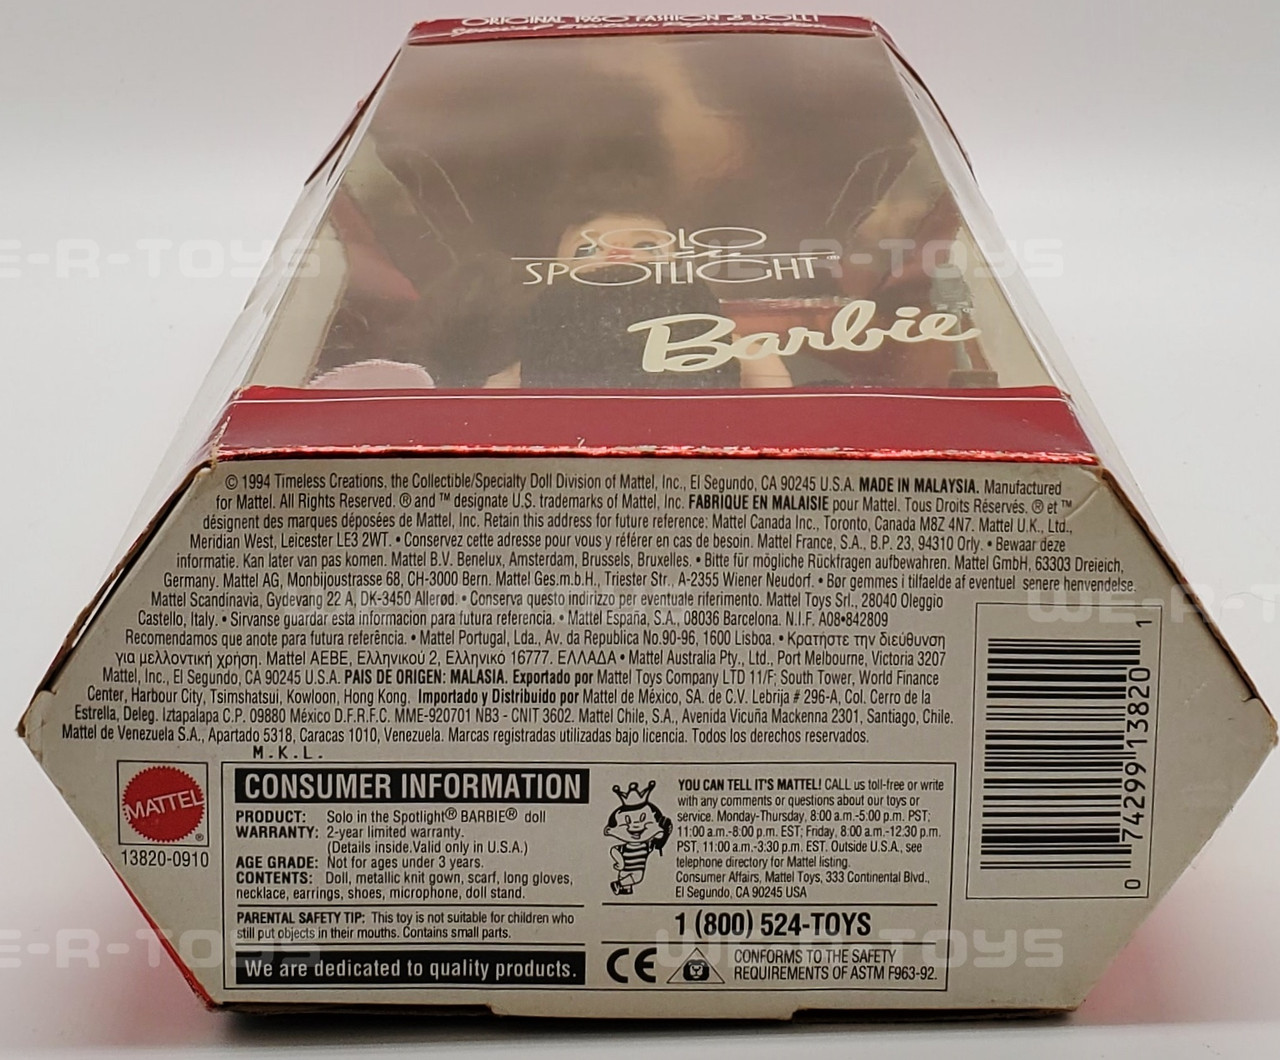 ORIGINAL 1960 FASHION & DOLL!
Special Edition Reproduction
SOLO
in the
SPOTLIGHT®
Barbie®
WE-R-TOYS
WE-R-TOYS
© 1994 Timeless Creations, the Collectible/Specialty Doll Division of Mattel, Inc., El Segundo, CA 90245 U.S.A. MADE IN MALAYSIA. Manufactured
for Mattel. All Rights Reserved. ® and ™ designate U.S. trademarks of Mattel, Inc. FABRIQUE EN MALAISIE pour Mattel. Tous Droits Réservés. ® et ™
désignent des marques déposées de Mattel, Inc. Retain this address for future reference: Mattel Canada Inc., Toronto, Canada M8Z 4N7. Mattel U.K., Ltd.,
Meridian West, Leicester LE3 2WT. • Conservez cette adresse pour vous y référer en cas de besoin. Mattel France, S.A., B.P. 23, 94310 Orly. • Bewaar deze
informatie. Kan later van pas komen. Mattel B.V. Benelux, Amsterdam, Brussels, Bruxelles. • Bitte für mögliche Rückfragen aufbewahren. Mattel GmbH, 63303 Dreieich,
Germany. Mattel AG, Monbijoustrasse 68, CH-3000 Bern. Mattel Ges.m.b.H., Triester Str., A-2355 Wiener Neudorf. • Bør gemmes i tilfaelde af eventuel senere henvendelse.
Mattel Scandinavia, Gydevang 22 A, DK-3450 Allerød. • Conserva questo indirizzo per eventuale riferimento. Mattel Toys Srl., 28040 Oleggio
Castello, Italy. • Sirvanse guardar esta informacion para futura referencia. • Mattel España, S.A., 08036 Barcelona. N.I.F. A08•842809
Recomendamos que anote para futura referência. • Mattel Portugal, Lda., Av. da Republica No.90-96, 1600 Lisboa. • Κρατήστε την διεύθυνση
για μελλοντική χρήση. Mattel AEBE, Ελληνικού 2, Ελληνικό 16777. ΕΛΛΑΔΑ • Mattel Australia Pty., Ltd., Port Melbourne, Victoria 3207
Mattel, Inc., El Segundo, CA 90245 U.S.A. PAIS DE ORIGEN: MALASIA. Exportado por Mattel Toys Company LTD 11/F; South Tower, World Finance
Center, Harbour City, Tsimshatsui, Kowloon, Hong Kong. Importado y Distribuido por Mattel de México, SA. de C.V. Lebrija # 296-A, Col. Cerro de la
Estrella, Deleg. Iztapalapa C.P. 09880 México D.F.R.F.C. MME-920701 NB3 - CNIT 3602. Mattel Chile, S.A., Avenida Vicuña Mackenna 2301, Santiago, Chile.
Mattel de Venezuela S.A., Apartado 5318, Caracas 1010, Venezuela. Marcas registradas utilizadas bajo licencia. Todos los derechos reservados.
M.K.L.
MATTEL®
13820-0910
CONSUMER INFORMATION
PRODUCT: Solo in the Spotlight® BARBIE® doll
WARRANTY: 2-year limited warranty.
(Details inside.Valid only in U.S.A.)
AGE GRADE: Not for ages under 3 years.
CONTENTS: Doll, metallic knit gown, scarf, long gloves,
necklace, earrings, shoes, microphone, doll stand.
PARENTAL SAFETY TIP: This toy is not suitable for children who
still put objects in their mouths. Contains small parts.
We are dedicated to quality products.
YOU CAN TELL IT'S MATTEL! CALL us toll-free or write
with any comments or questions about our toys or
service. Monday-Thursday, 8:00 a.m.-5:00 p.m. PST;
11:00 a.m.-8:00 p.m. EST; Friday, 8:00 a.m.-12:30 p.m.
PST, 11:00 a.m.-3:30 p.m. EST. Outside U.S.A., see
telephone directory for Mattel listing.
Consumer Affairs, Mattel Toys, 333 Continental Blvd.,
El Segundo, CA 90245 USA
1 (800) 524-TOYS
CE
CONFORMS TO THE SAFETY
REQUIREMENTS OF ASTM F963-92.
0 74299 13820 1
WE-R-TOYS
WE-R-TOYS